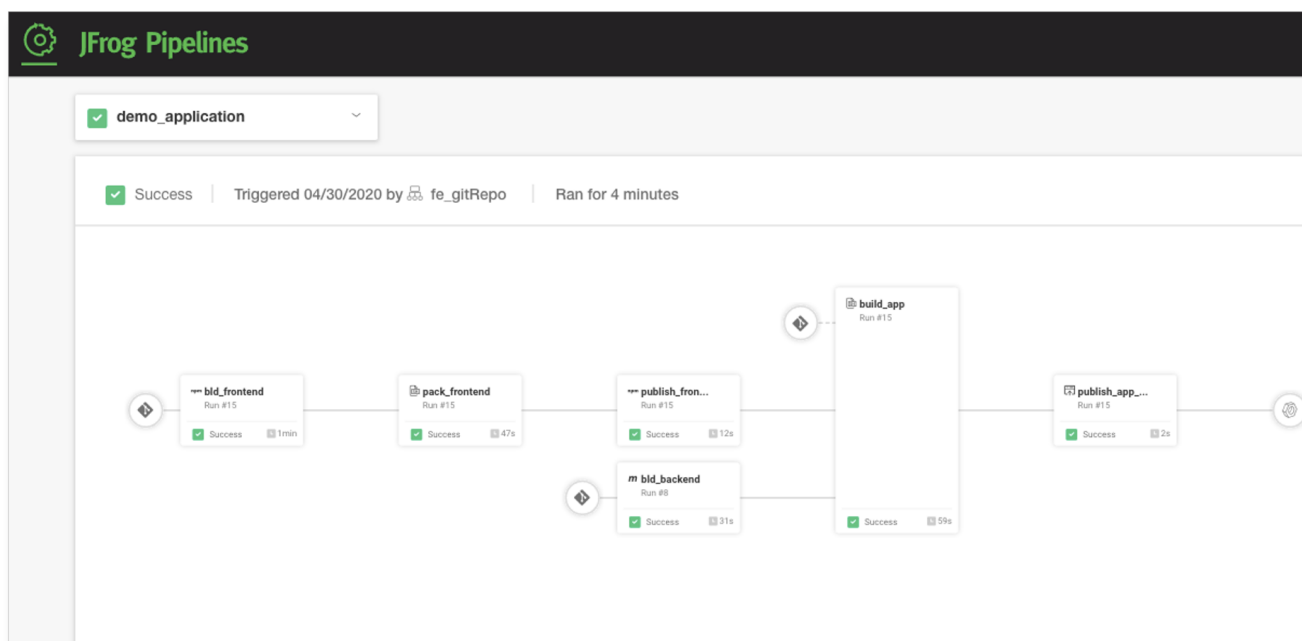 JFrog Pipelines
demo_application
Success Triggered 04/30/2020 by fe_gitRepo Ran for 4 minutes
build_app
Run #15
Success 59s
bld_frontend
Run #15
Success 1min
pack_frontend
Run #15
Success 47s
publish_fron...
Run #15
Success 12s
m bld_backend
Run #8
Success 31s
publish_app_...
Run #15
Success 2s